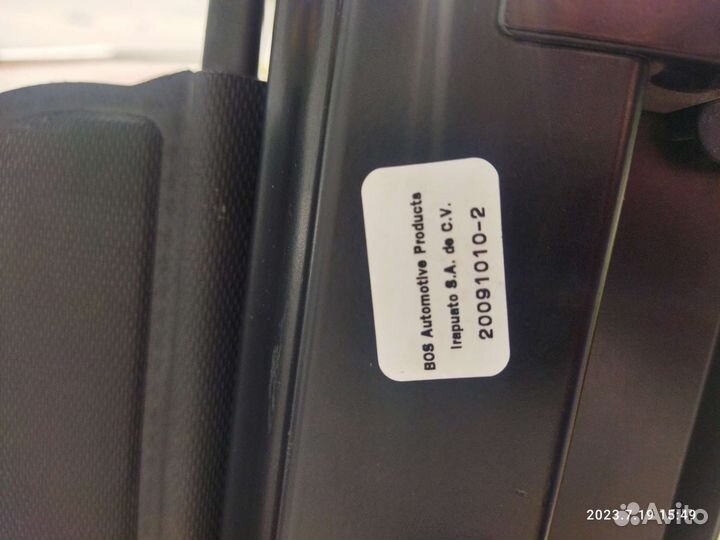 BOS Automotive Products
Irapuato S.A. de C.V.
20091010-2
2023.7.19 15:49
Avito